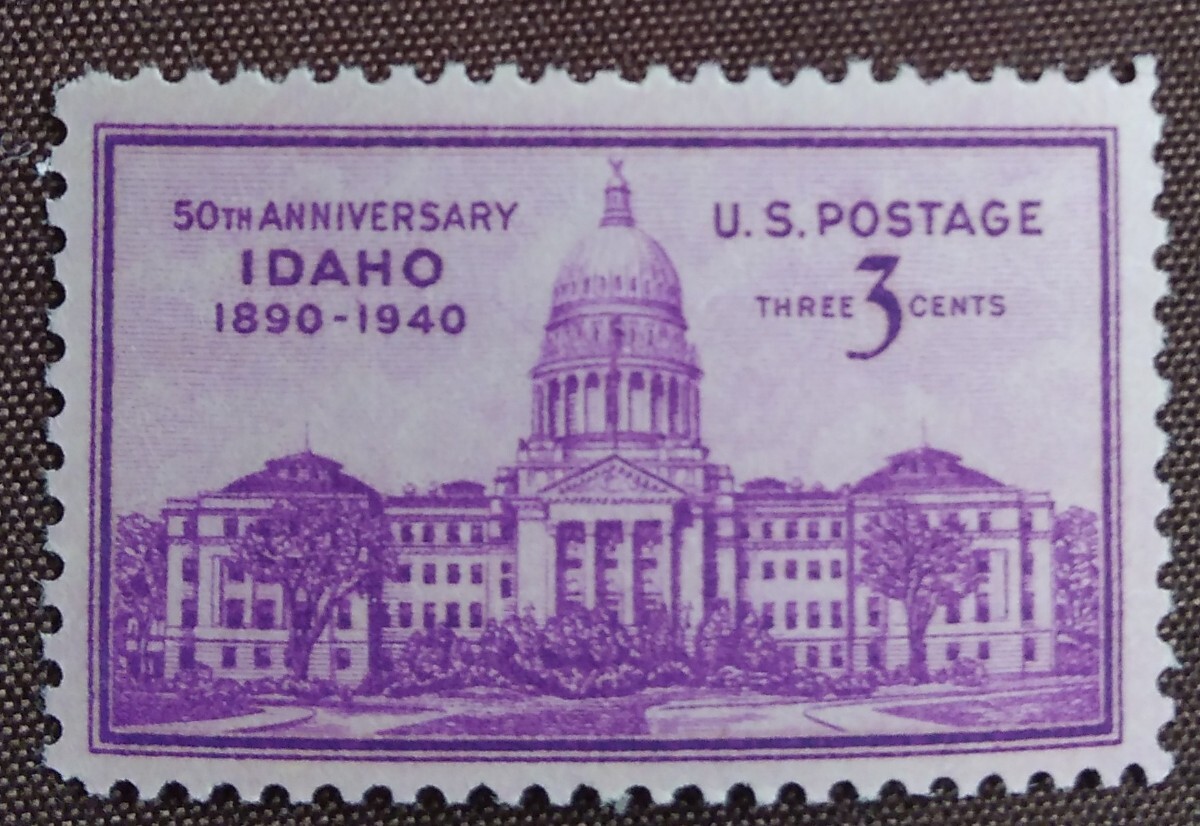 50TH ANNIVERSARY
IDAHO
1890-1940
U.S. POSTAGE
THREE 3 CENTS